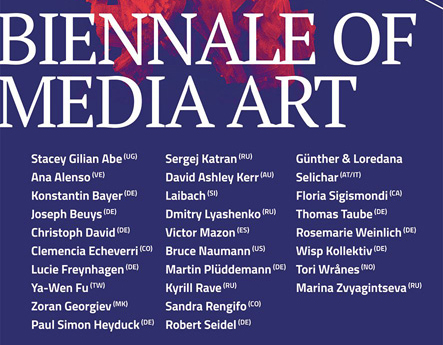 BIENNALE OF
MEDIA ART
Stacey Gilian Abe (UG)
Ana Alenso (VE)
Konstantin Bayer (DE)
Joseph Beuys (DE)
Christoph David (DE)
Clemencia Echeverri (CO)
Lucie Freynhagen (DE)
Ya-Wen Fu (TW)
Zoran Georgiev (MK)
Paul Simon Heyduck (DE)
Sergej Katran (RU)
David Ashley Kerr (AU)
Laibach (SI)
Dmitry Lyashenko (RU)
Victor Mazon (ES)
Bruce Naumann (US)
Martin Plüddemann (DE)
Kyrill Rave (RU)
Sandra Rengifo (CO)
Robert Seidel (DE)
Günther & Loredana
Selichar (AT/IT)
Floria Sigismondi (CA)
Thomas Taube (DE)
Rosemarie Weinlich (DE)
Wisp Kollektiv (DE)
Tori Wrånes (NO)
Marina Zvyagintseva (RU)